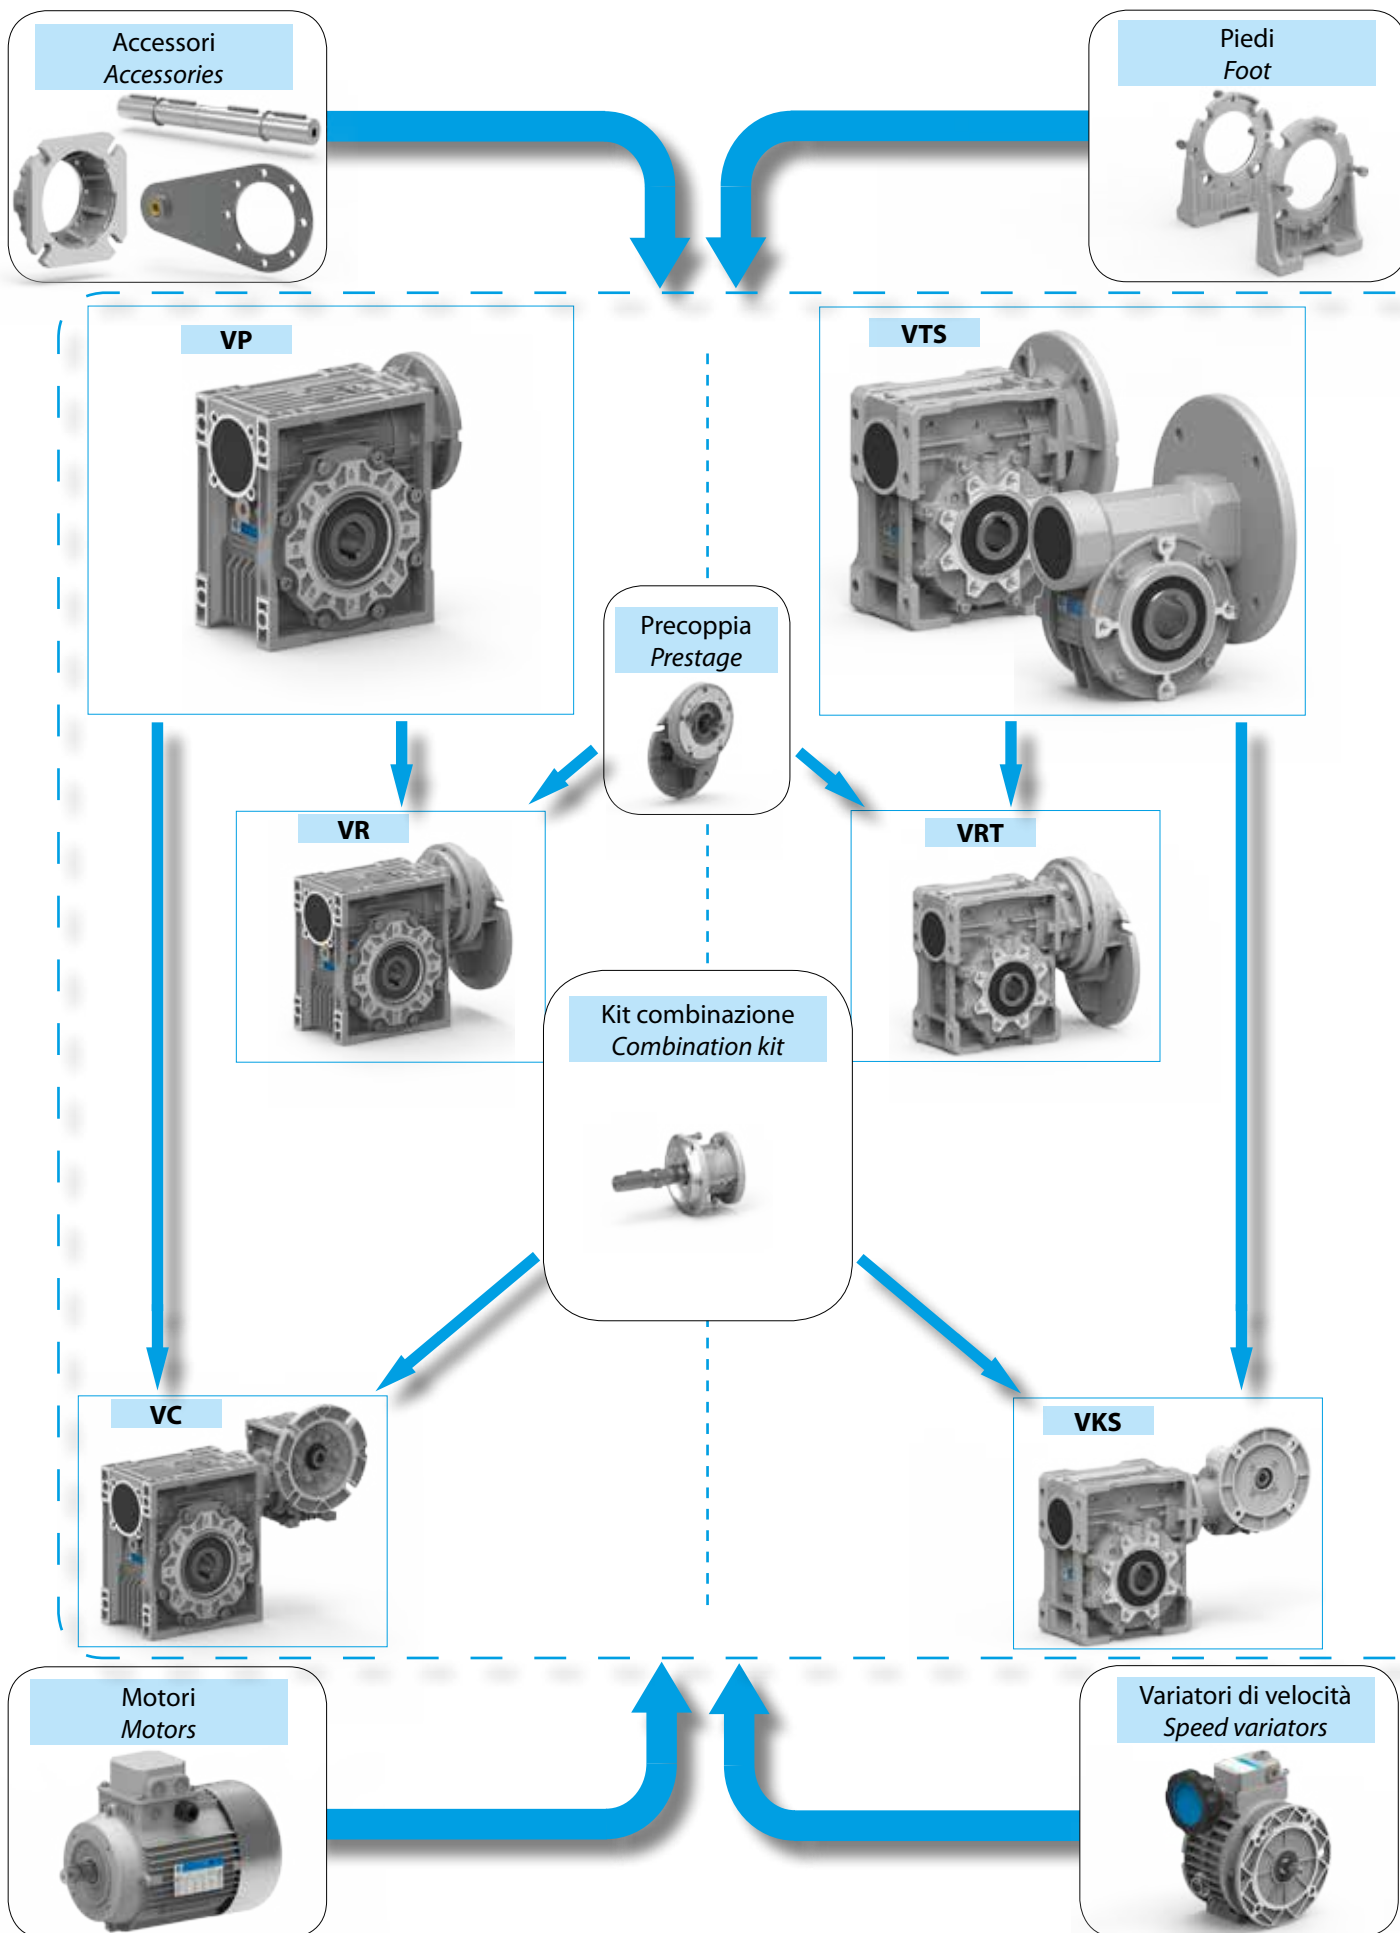 Accessori
Accessories
Piedi
Foot
VP
VTS
Precoppia
Prestage
VR
VRT
Kit combinazione
Combination kit
VC
VKS
Motori
Motors
Variatori di velocità
Speed variators